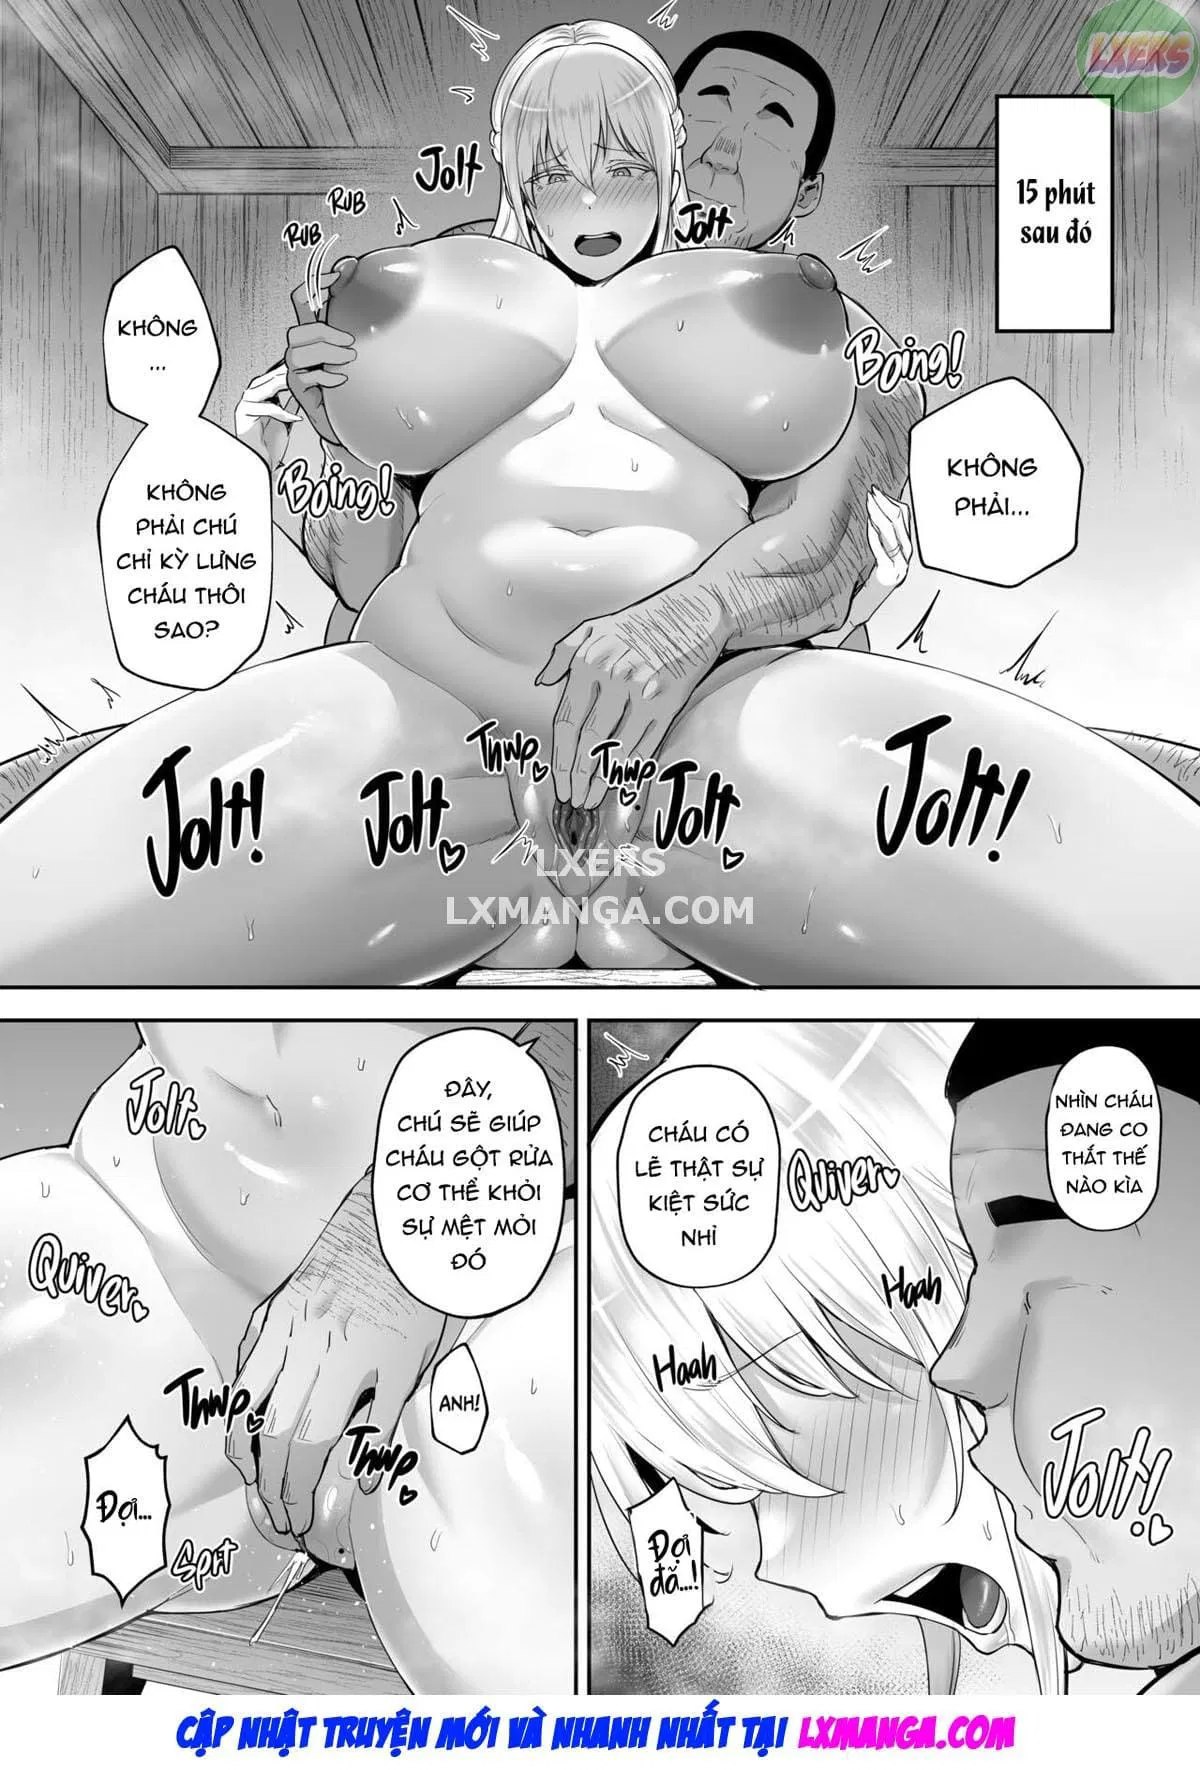 LXERS
15 phút
sau đó
Jolt
RUB
RUB
Jolt
KHÔNG
...
Boing!
KHÔNG
PHẢI...
Boing!
KHÔNG
PHẢI CHÚ
CHỈ KỲ LƯNG
CHÁU THÔI
SAO?
Thwp
Thwp
Jolt!
Jolt
Jolt
Jolt!
LXERS
LXMANGA.COM
ĐÂY,
CHÚ SẼ GIÚP
CHÁU GỘT RỬA
CƠ THỂ KHỎI
SỰ MỆT MỎI
ĐÓ
Jolt
Quiver
Thwp
Thwp
ANH!
ĐỢI...
Sprt
NHÌN CHÁU
ĐANG CO
THẮT THẾ
NÀO KÌA
CHÁU CÓ
LẼ THẬT SỰ
KIỆT SỨC
NHỈ
Quiver
Haah
Haah
Jolt!
ĐỢI
ĐÃ...!
CẬP NHẬT TRUYỆN MỚI VÀ NHANH NHẤT TẠI LXMANGA.COM